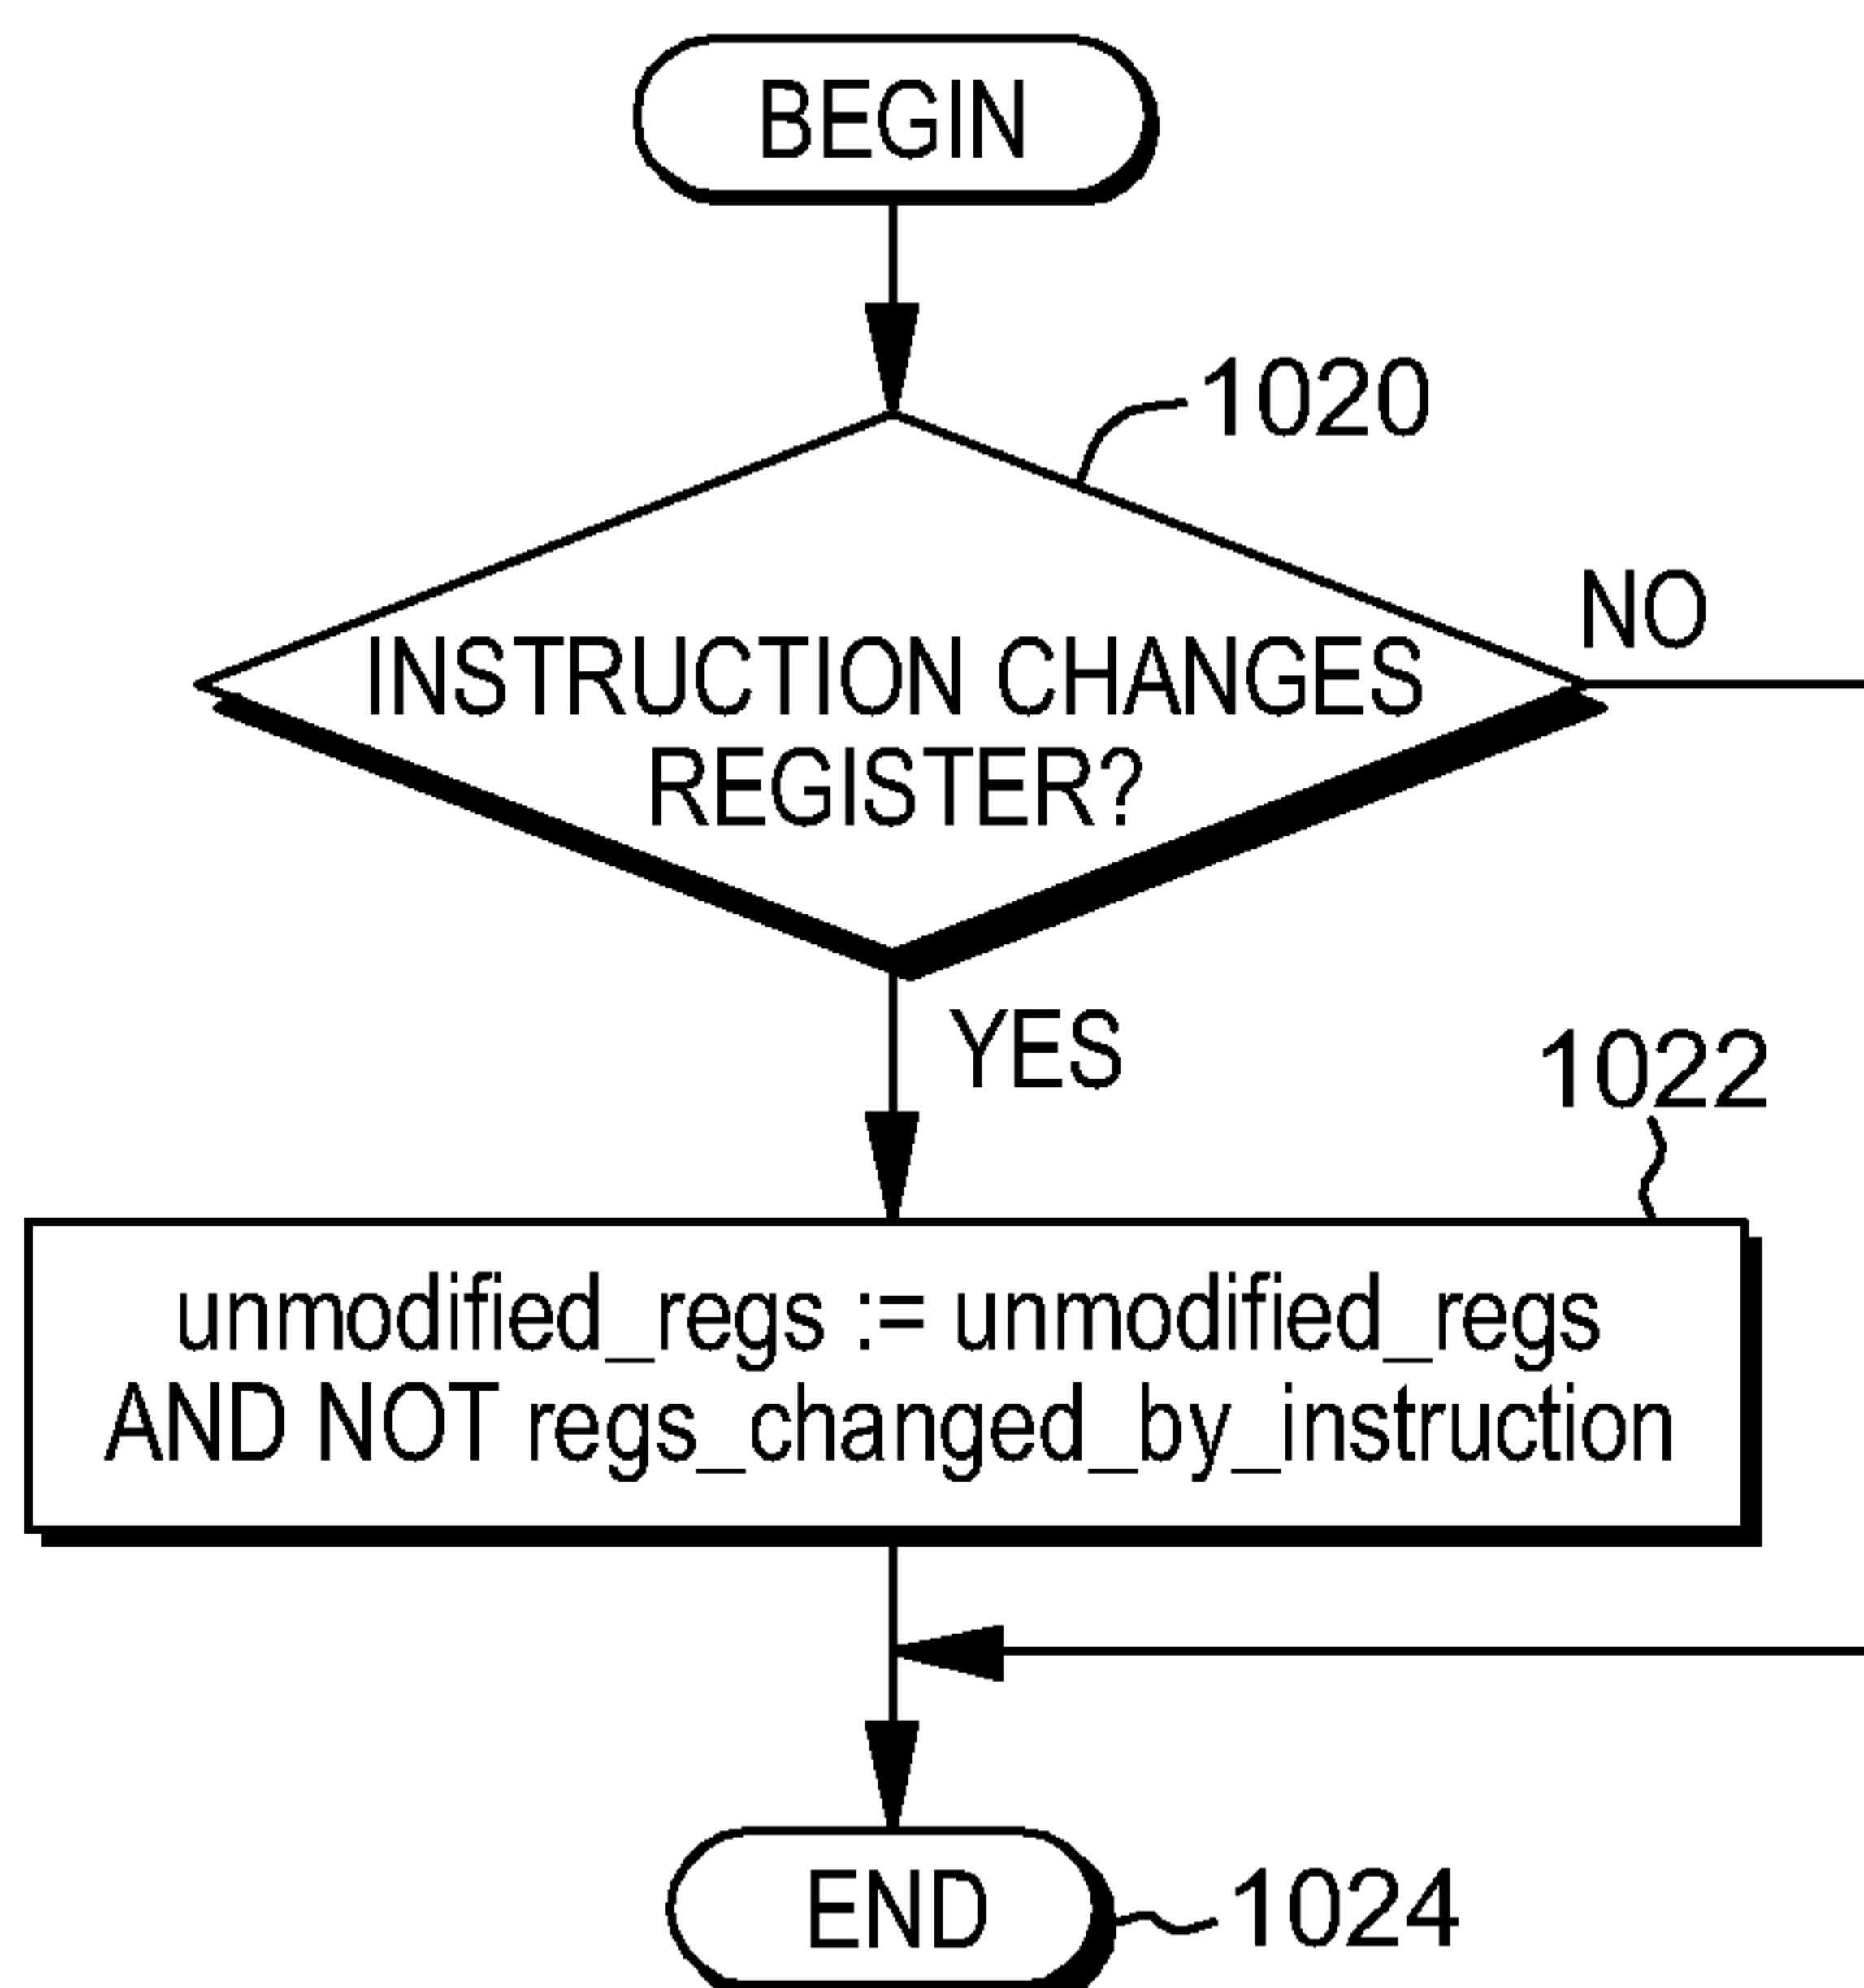 BEGIN
1020
INSTRUCTION CHANGES
REGISTER?
NO
YES
1022
unmodified_regs := unmodified_regs
AND NOT regs_changed_by_instruction
END
1024